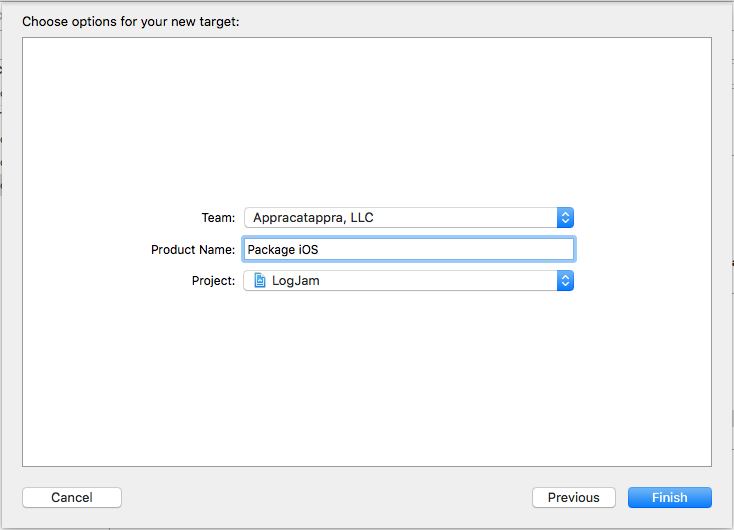 Choose options for your new target:
Team: Appracatappra, LLC
Product Name: Package iOS
Project: LogJam
Cancel Previous Finish